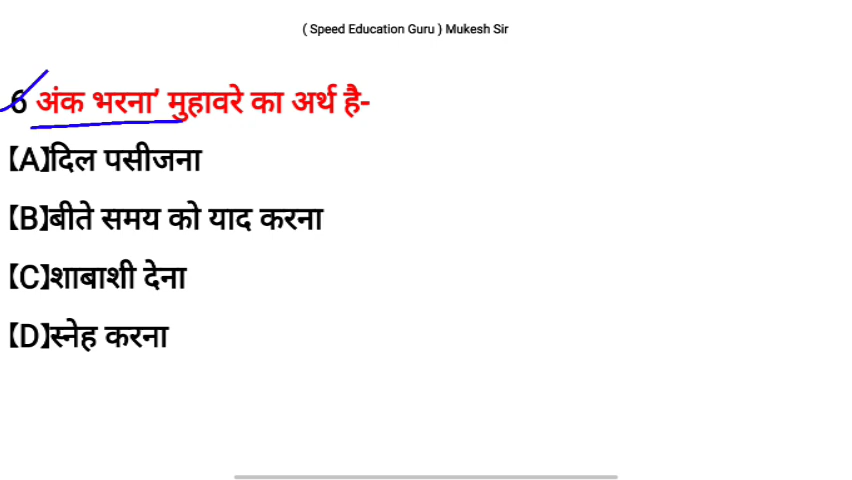 ( Speed Education Guru ) Mukesh Sir
6 अंक भरना’ मुहावरे का अर्थ है-
【A】दिल पसीजना
【B】बीते समय को याद करना
【C】शाबाशी देना
【D】स्नेह करना